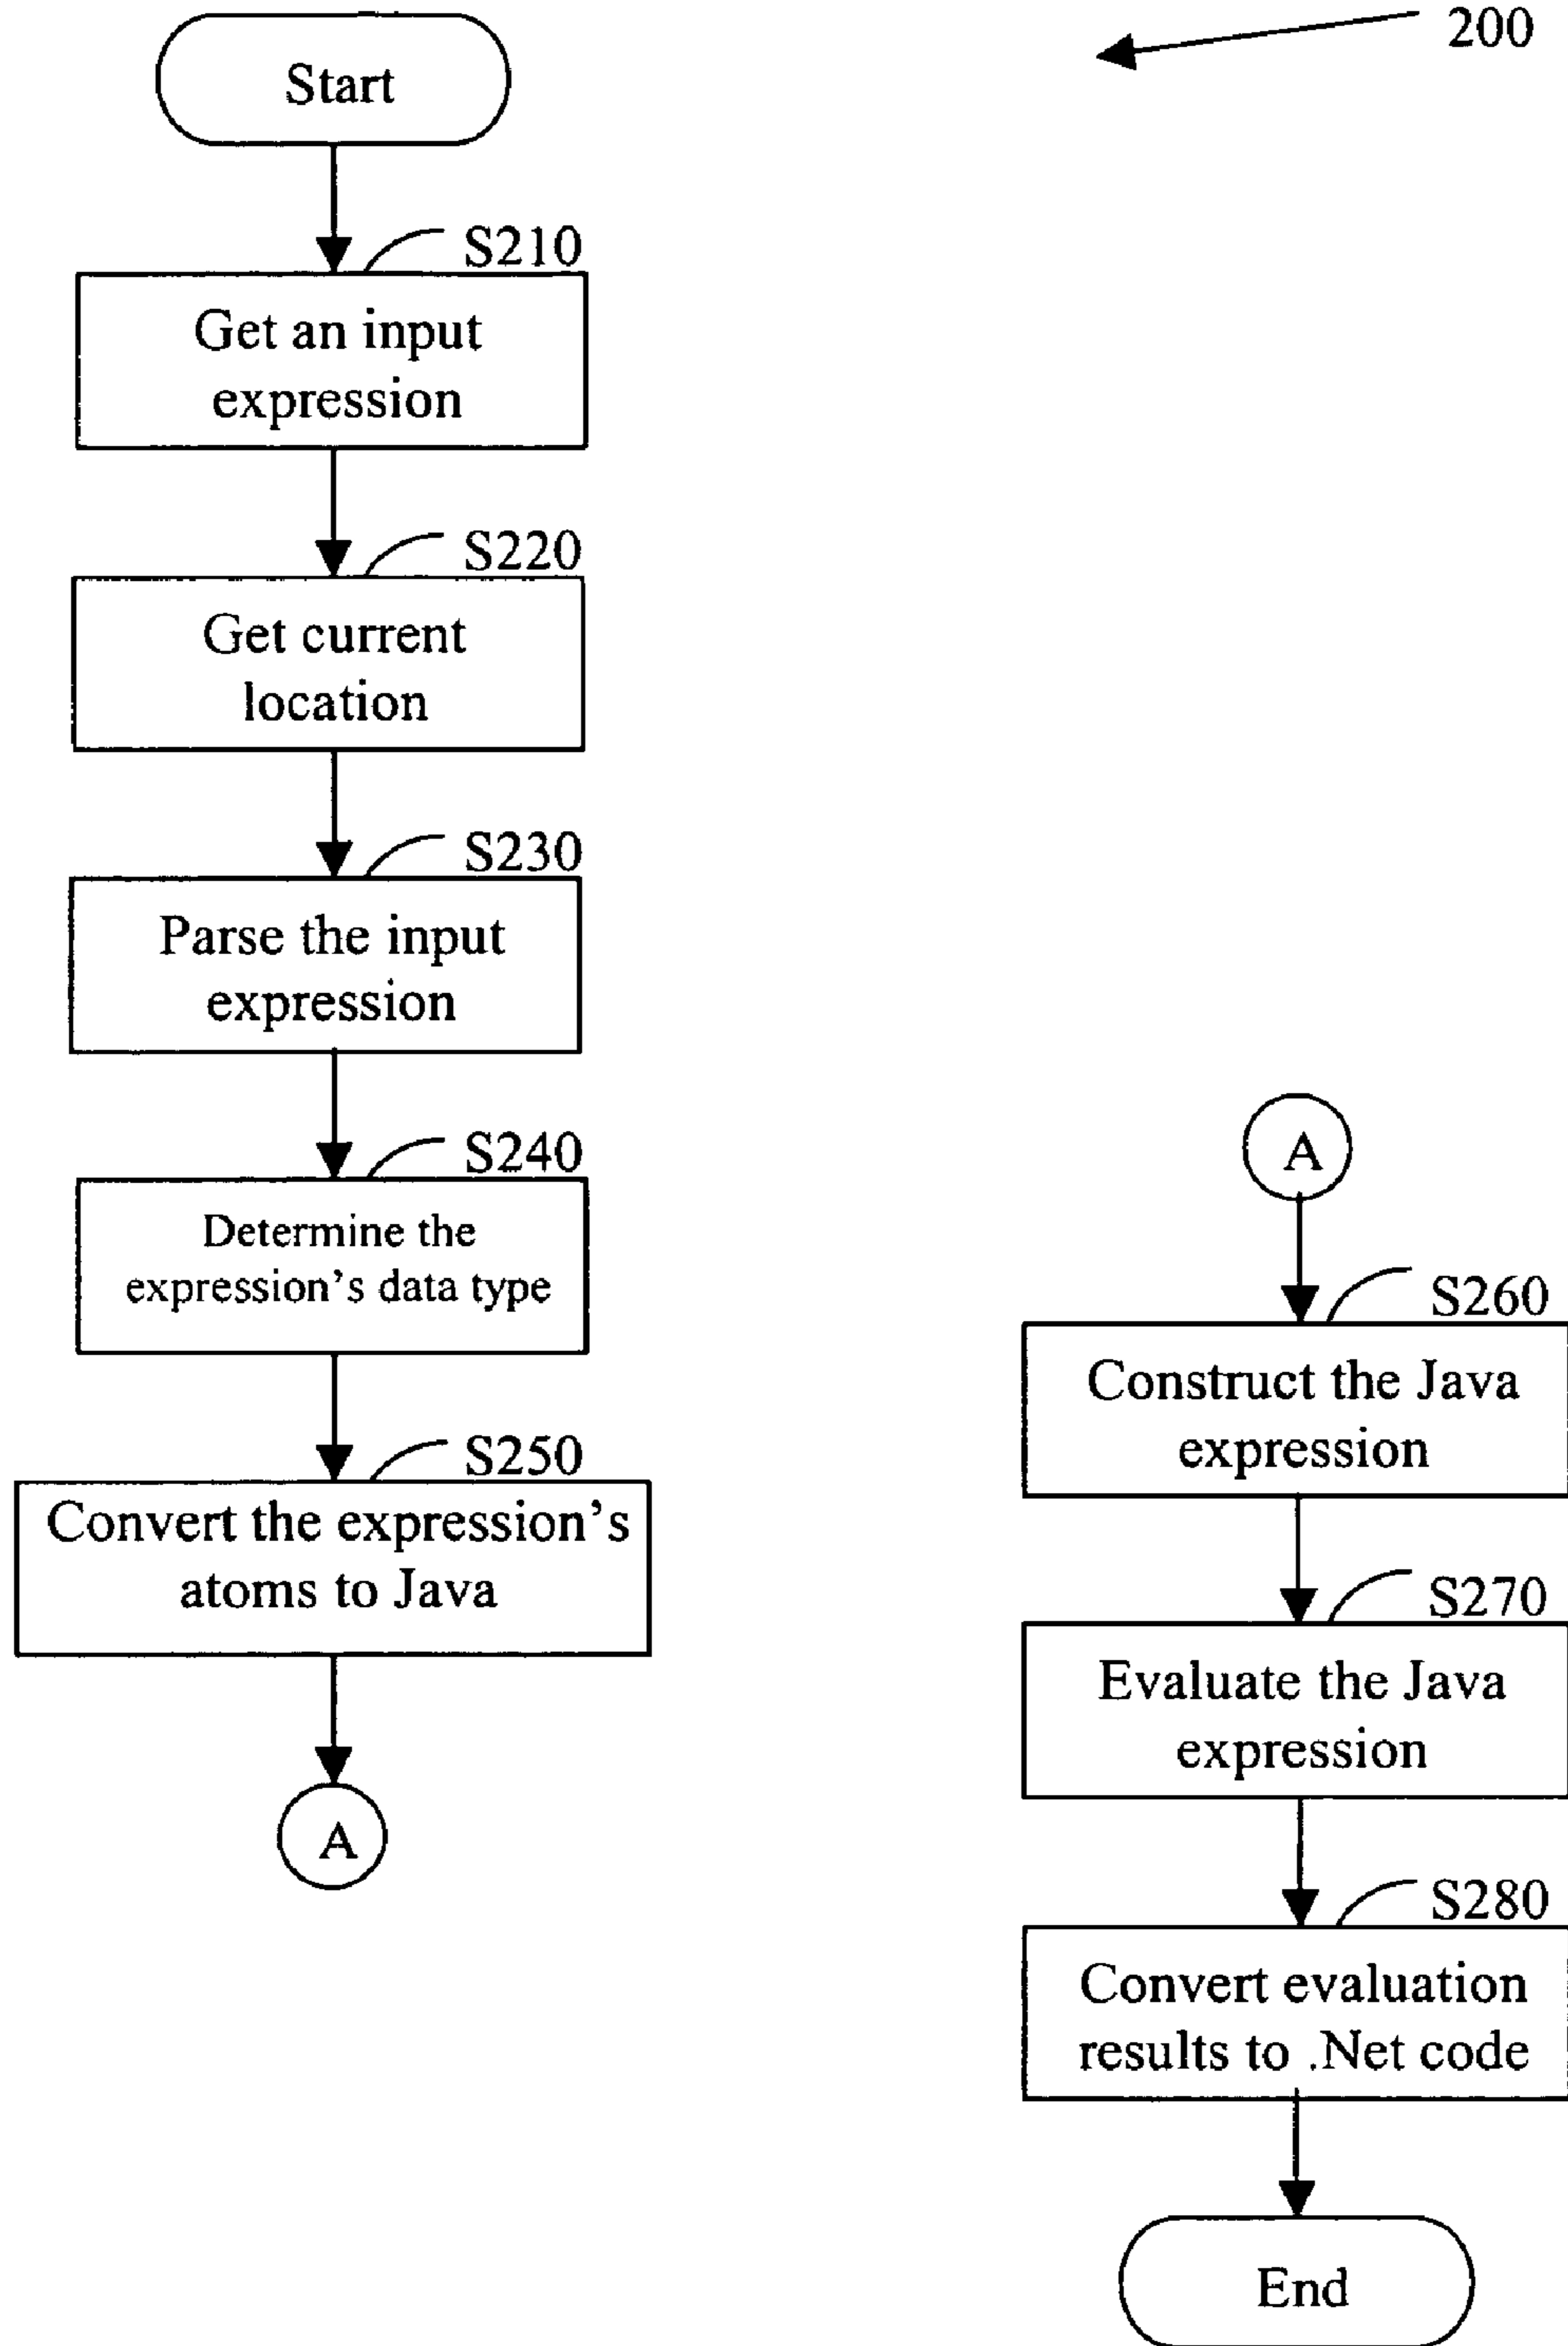 200
Start
S210
Get an input
expression
S220
Get current
location
S230
Parse the input
expression
S240
Determine the
expression's data type
S250
Convert the expression's
atoms to Java
A
A
S260
Construct the Java
expression
S270
Evaluate the Java
expression
S280
Convert evaluation
results to .Net code
End